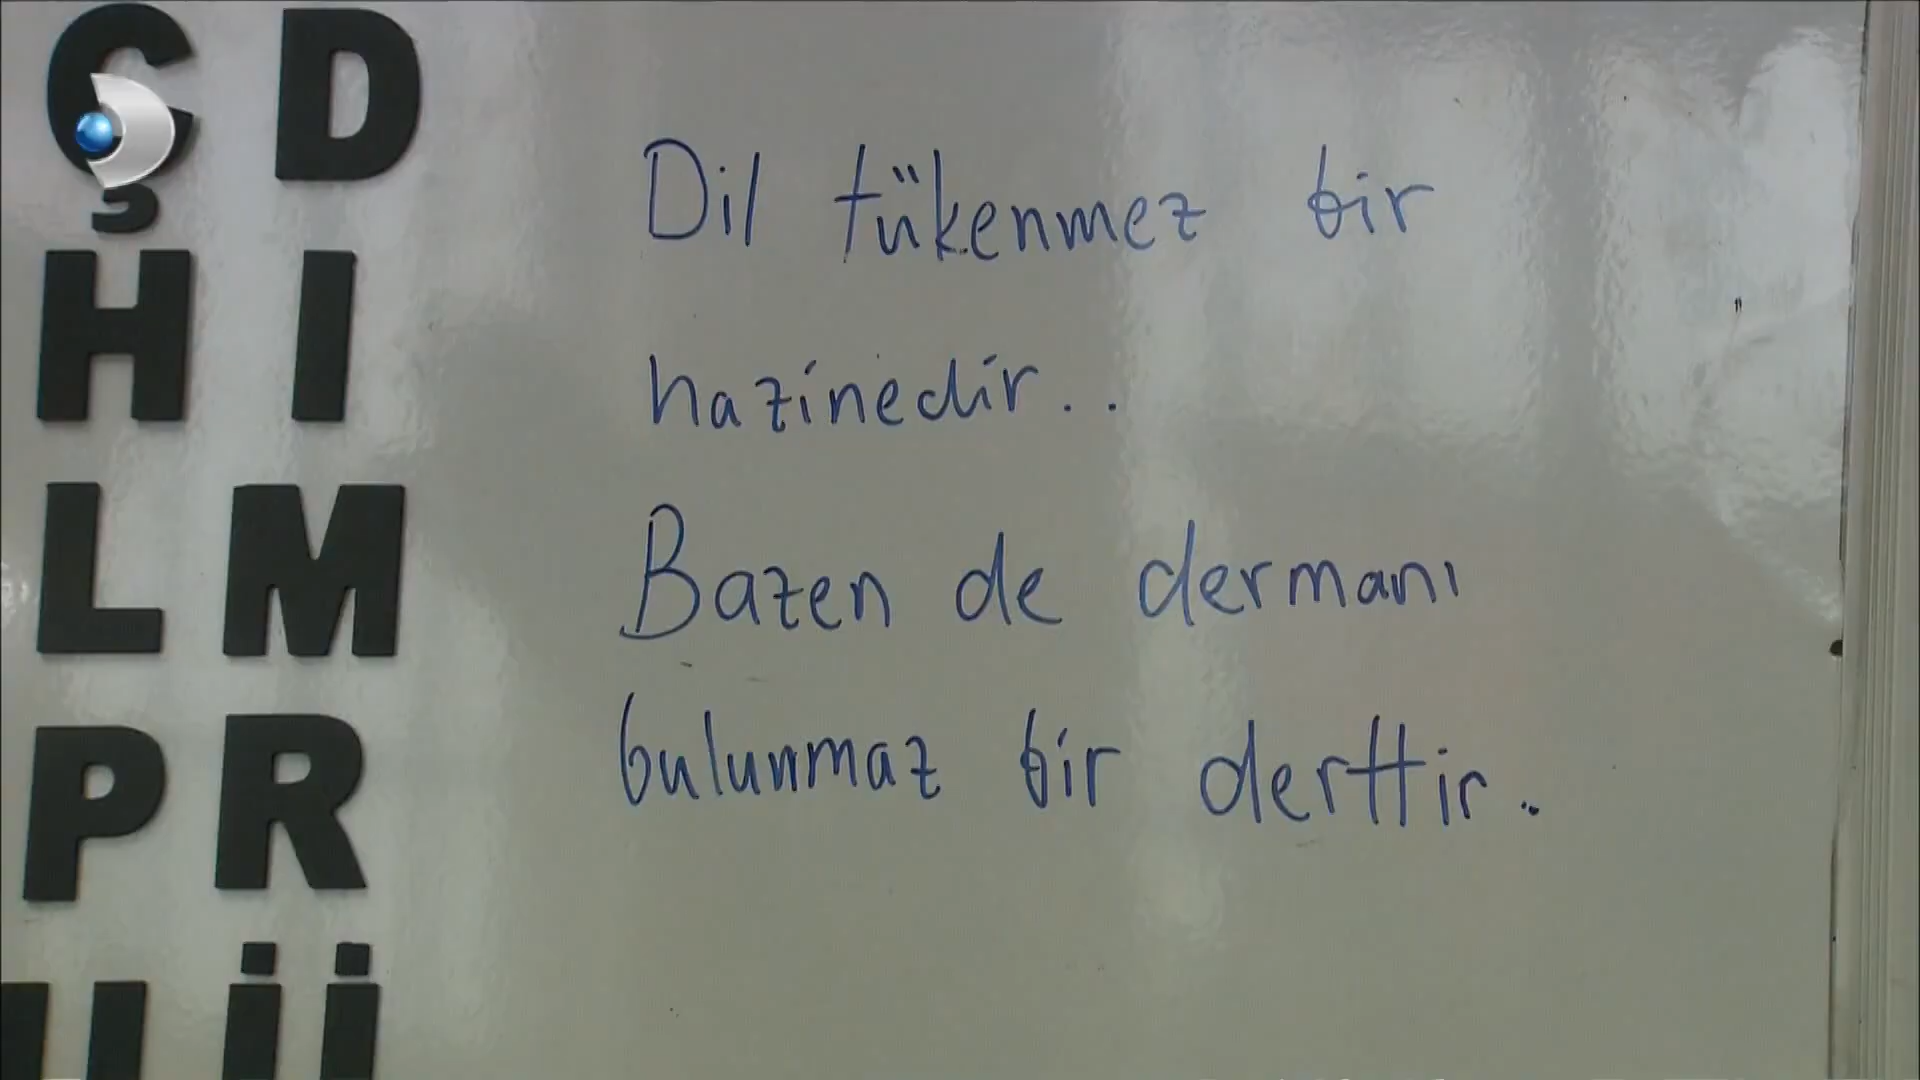 Ç D
H I
L M
P R
U Ü
Dil tükenmez bir
hazinedir..
Bazen de dermanı
bulunmaz bir derttir.